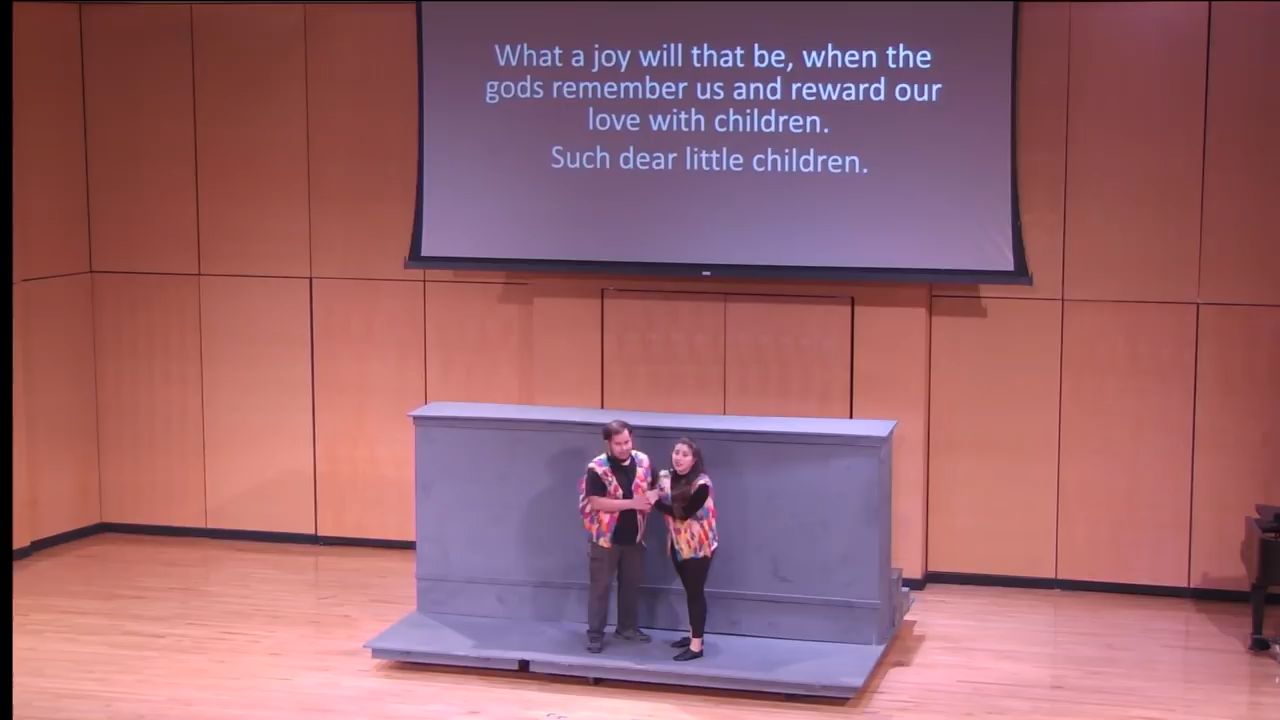 What a joy will that be, when the
gods remember us and reward our
love with children.
Such dear little children.